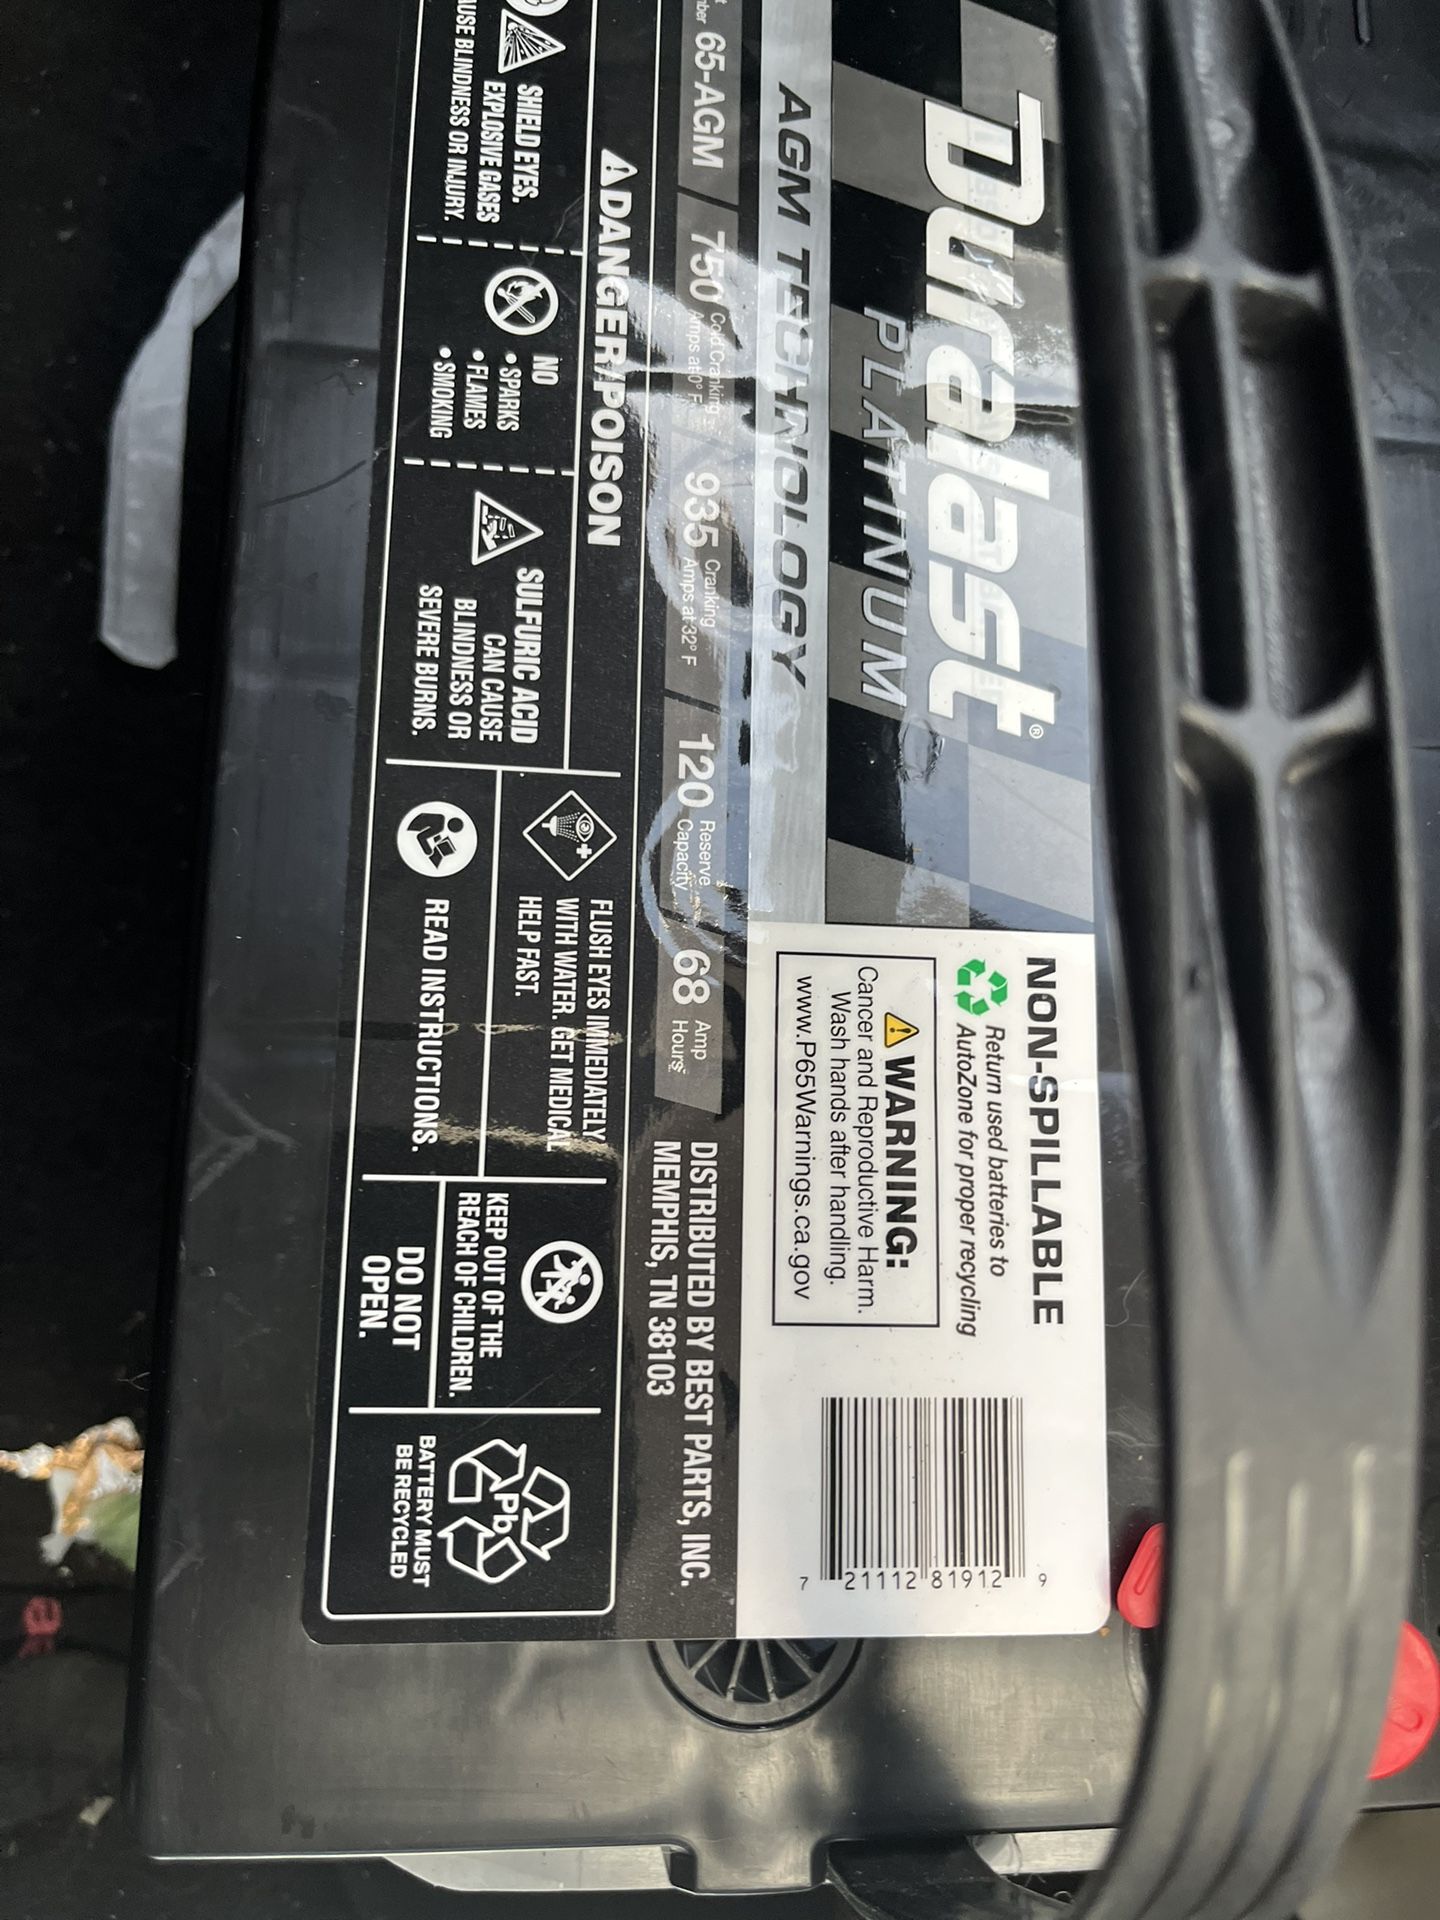 Duralast®
PLATINUM
AGM TECHNOLOGY
65-AGM
750 Cold Cranking
Amps at 0° F
935 Cranking
Amps at 32° F
120 Reserve
Capacity
68 Amp
Hours
NON-SPILLABLE
Return used batteries to
AutoZone for proper recycling
WARNING:
Cancer and Reproductive Harm.
Wash hands after handling.
www.P65Warnings.ca.gov
7 21112 81912 9
DISTRIBUTED BY BEST PARTS, INC.
MEMPHIS, TN 38103
DANGER/POISON
SHIELD EYES.
EXPLOSIVE GASES
BLINDNESS OR INJURY.
NO
• SPARKS
• FLAMES
• SMOKING
SULFURIC ACID
CAN CAUSE
BLINDNESS OR
SEVERE BURNS.
FLUSH EYES IMMEDIATELY
WITH WATER. GET MEDICAL
HELP FAST.
READ INSTRUCTIONS.
KEEP OUT OF THE
REACH OF CHILDREN.
DO NOT
OPEN.
Pb
BATTERY MUST
BE RECYCLED